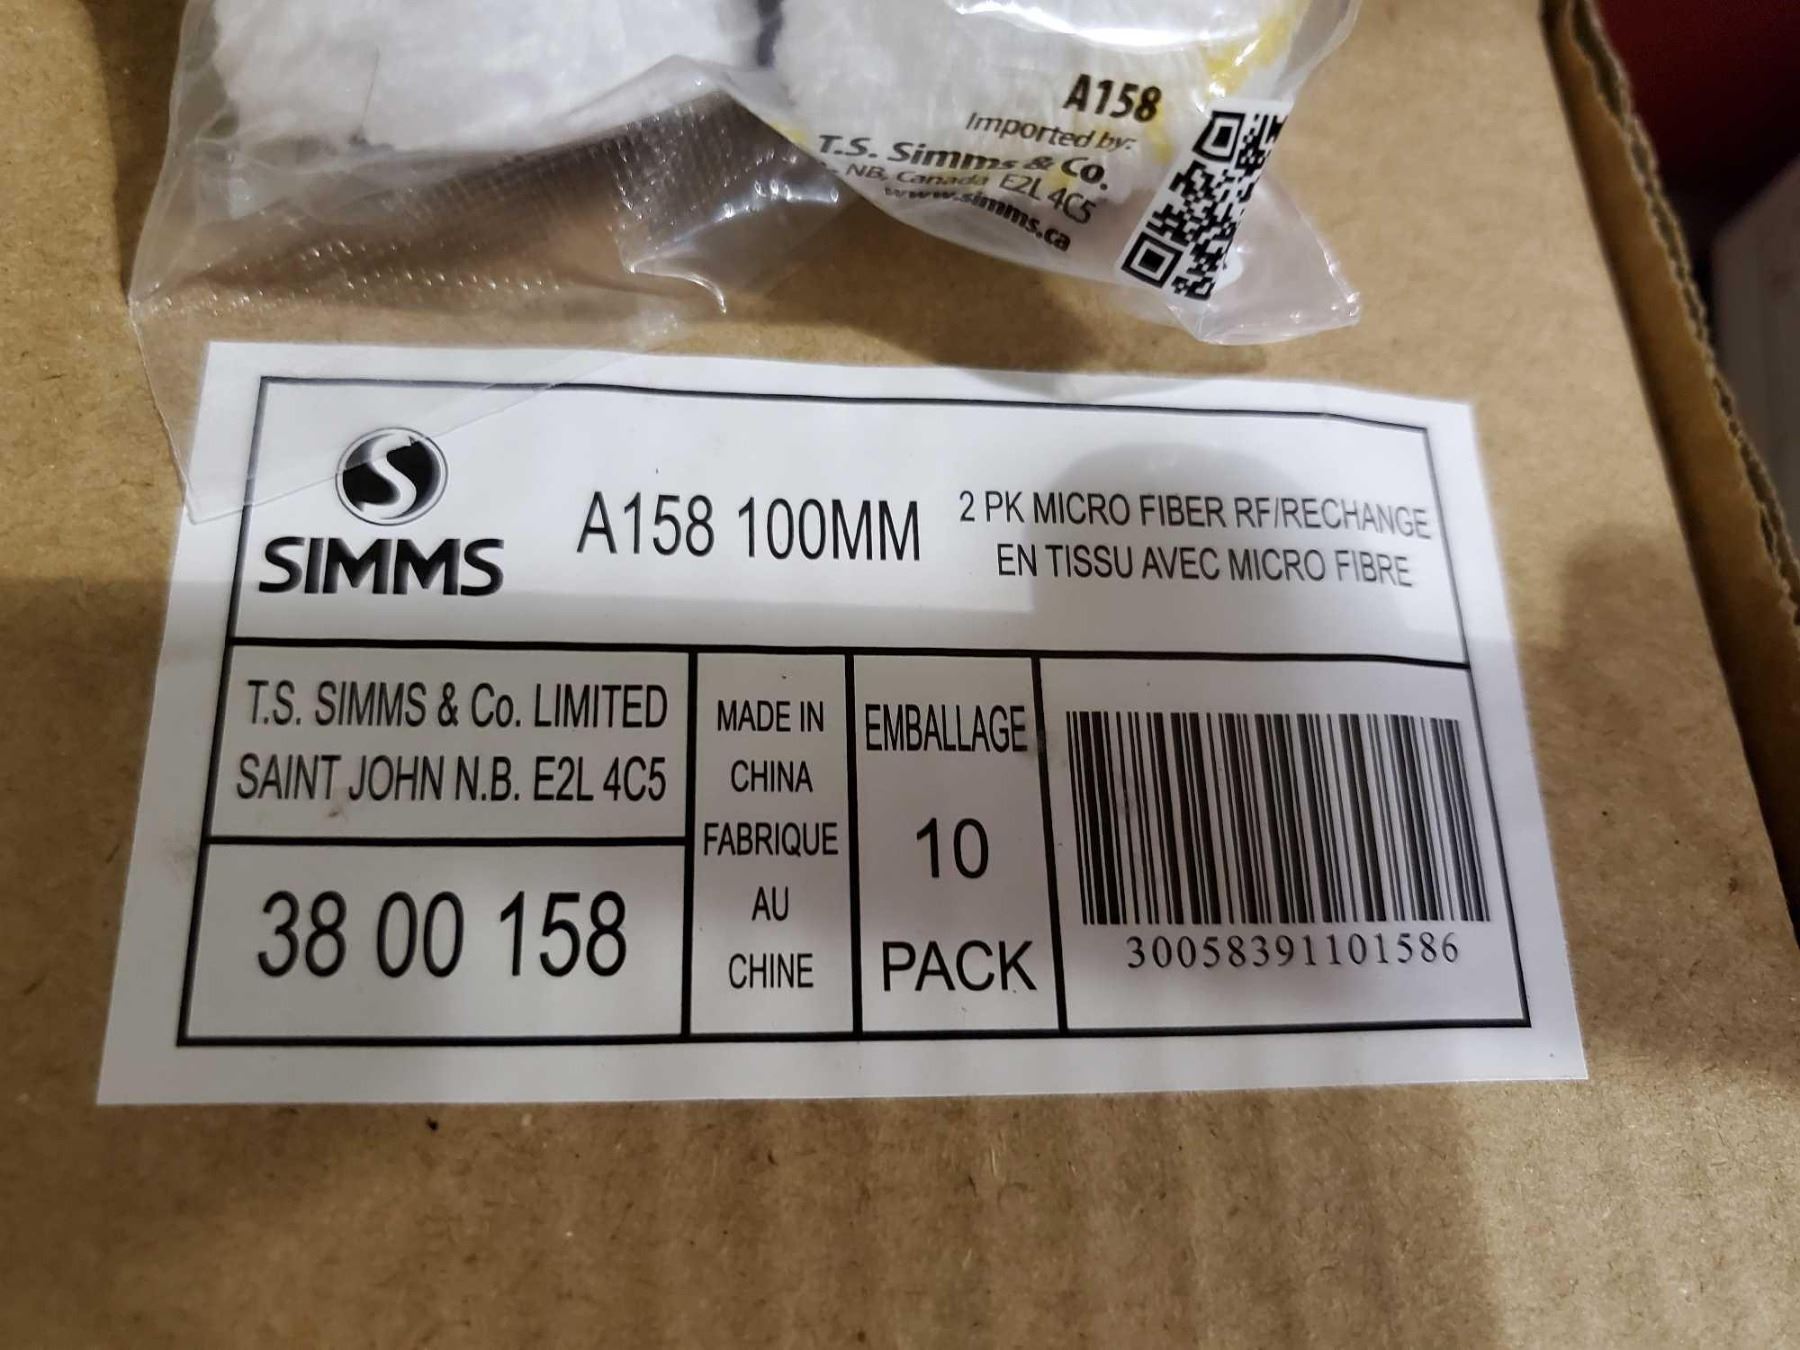 A158
Imported by:
T.S. Simms & Co.
NB, Canada E2L 4C5
www.simms.ca
S
SIMMS
A158 100MM
2 PK MICRO FIBER RF/RECHANGE
EN TISSU AVEC MICRO FIBRE
T.S. SIMMS & Co. LIMITED
SAINT JOHN N.B. E2L 4C5
38 00 158
MADE IN
CHINA
FABRIQUE
AU
CHINE
EMBALLAGE
10
PACK
30058391101586